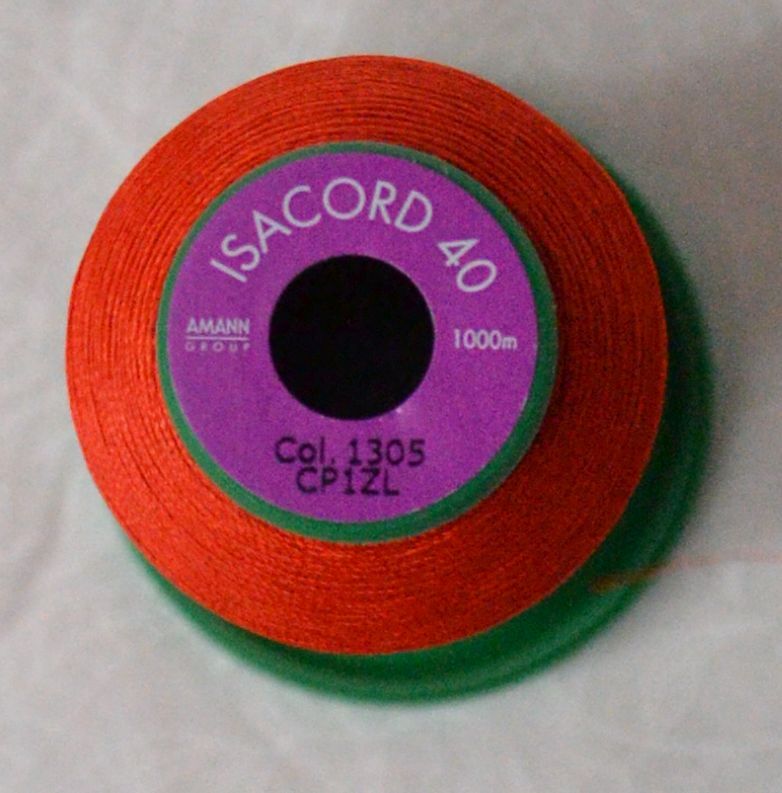 ISACORD 40
AMANN
GROUP
1000m
Col. 1305
CP1ZL